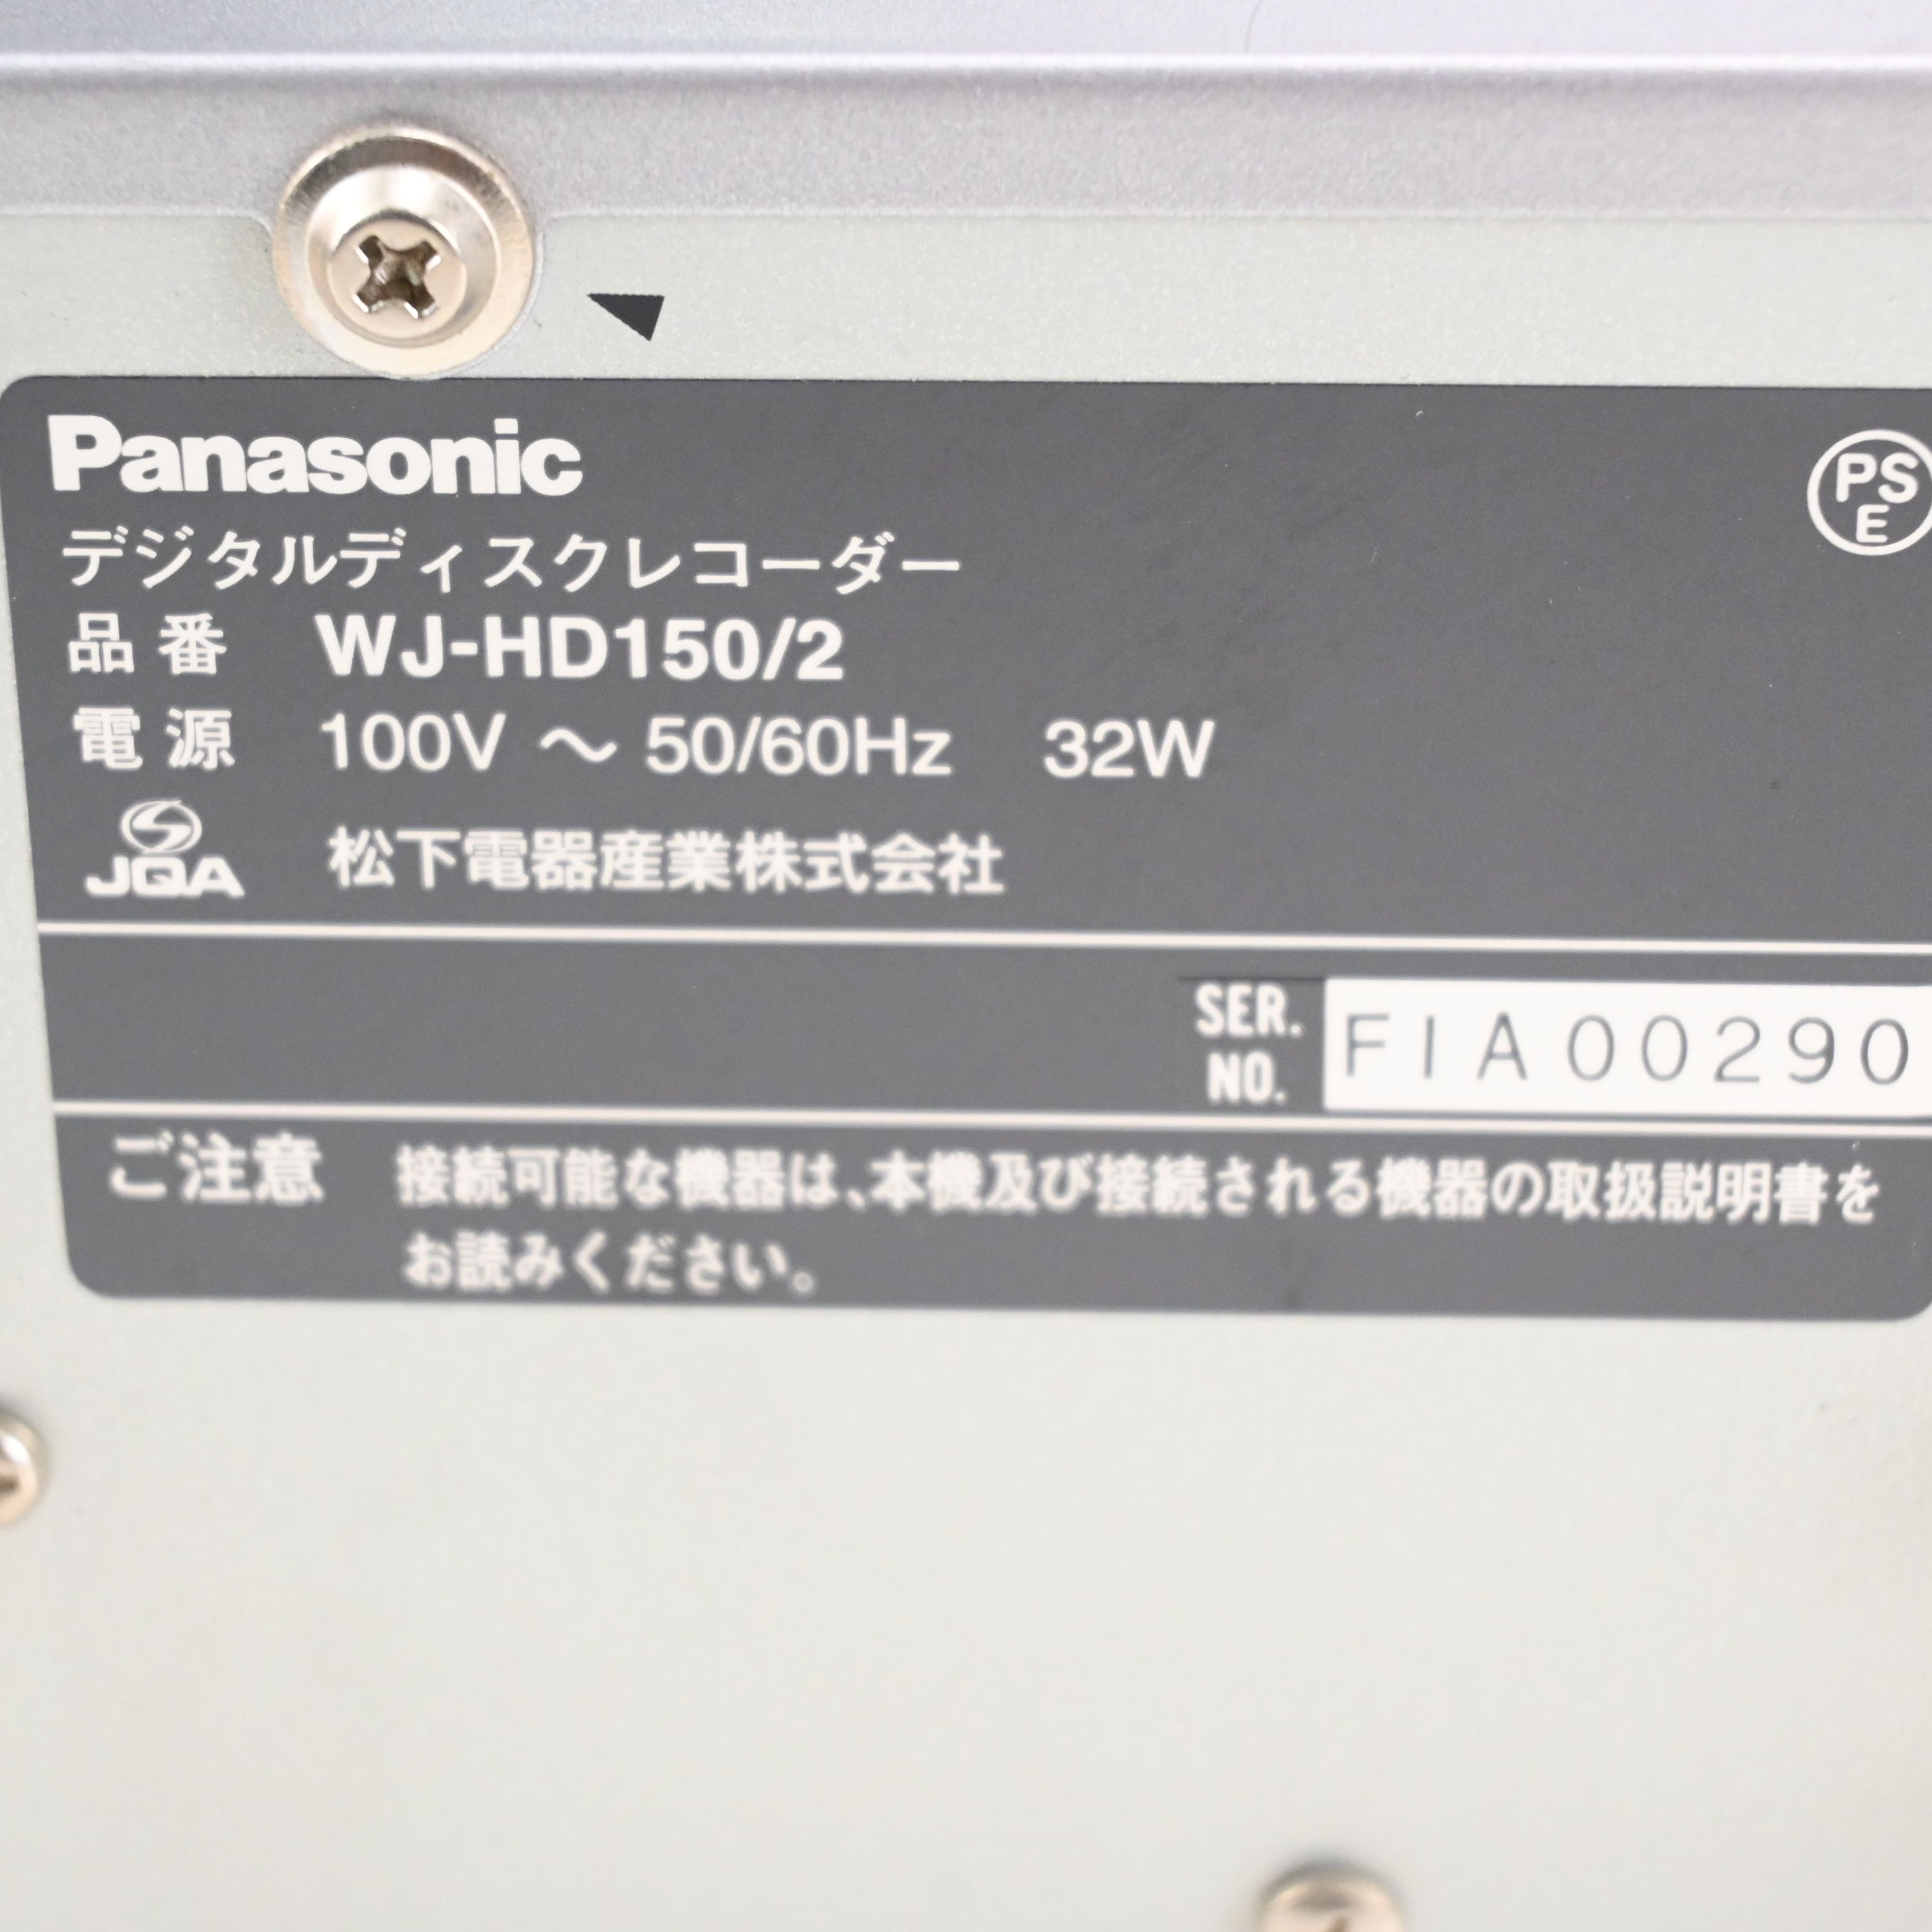 Panasonic
PS
E
デジタルディスクレコーダー
品番 WJ-HD150/2
電源 100V ～ 50/60Hz 32W
JQA 松下電器産業株式会社
SER. NO. FIA00290
ご注意 接続可能な機器は、本機及び接続される機器の取扱説明書を
お読みください。